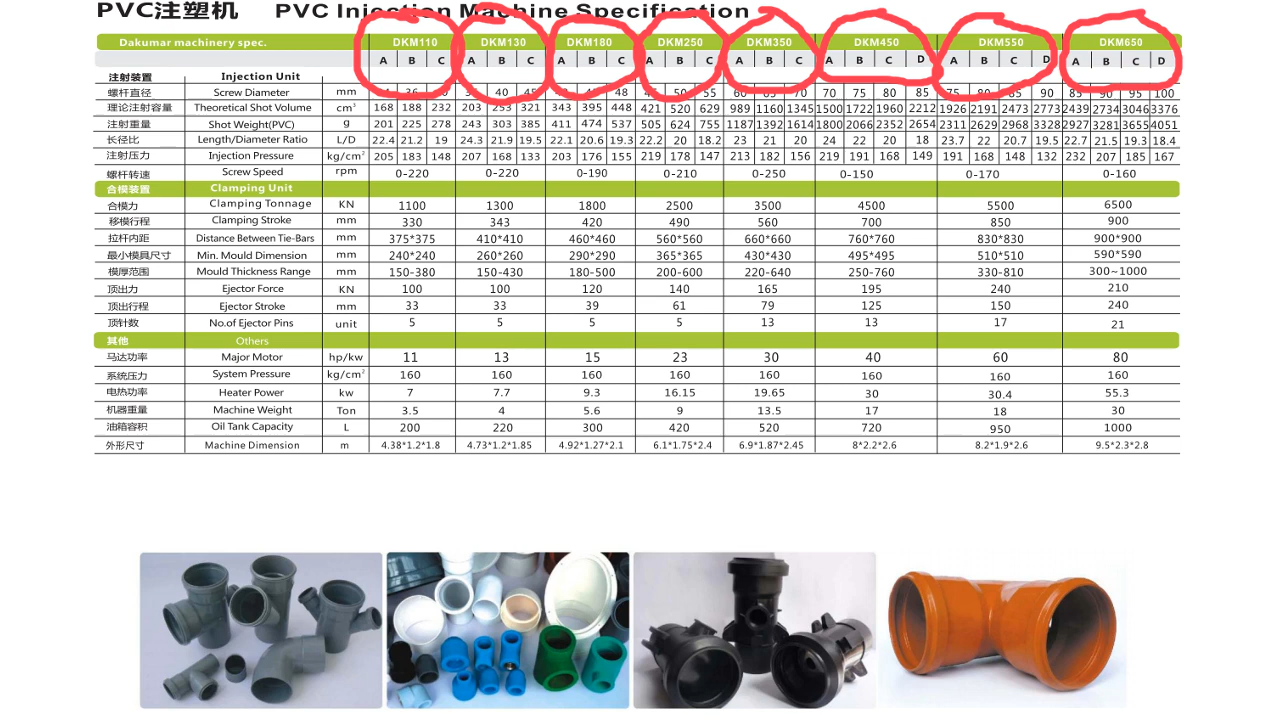 PVC注塑机 PVC Injection Machine Specification
Dakumar machinery spec. DKM110 DKM130 DKM180 DKM250 DKM350 DKM450 DKM550 DKM650
A B C A B C A B C A B C A B C A B C D A B C D A B C D
注射装置 Injection Unit
螺杆直径 Screw Diameter mm 40 45 48 50 55 60 70 70 75 80 85 75 80 85 90 85 90 95 100
理论注射容量 Theoretical Shot Volume cm³ 168 188 232 203 253 321 343 395 448 421 520 629 989 1160 1345 1500 1722 1960 2212 1926 2191 2473 2773 2439 2734 3046 3376
注射重量 Shot Weight(PVC) g 201 225 278 243 303 385 411 474 537 505 624 755 1187 1392 1614 1800 2066 2352 2654 2311 2629 2968 3328 2927 3281 3655 4051
长径比 Length/Diameter Ratio L/D 22.4 21.2 19 24.3 21.9 19.5 22.1 20.6 19.3 22.2 20 18.2 23 21 20 24 22 20 18 23.7 22 20.7 19.5 22.7 21.5 19.3 18.4
注射压力 Injection Pressure kg/cm² 205 183 148 207 168 133 203 176 155 219 178 147 213 182 156 219 191 168 149 191 168 148 132 232 207 185 167
螺杆转速 Screw Speed rpm 0-220 0-220 0-190 0-210 0-250 0-150 0-170 0-160
合模装置 Clamping Unit
合模力 Clamping Tonnage KN 1100 1300 1800 2500 3500 4500 5500 6500
移模行程 Clamping Stroke mm 330 343 420 490 560 700 850 900
拉杆内距 Distance Between Tie-Bars mm 375*375 410*410 460*460 560*560 660*660 760*760 830*830 900*900
最小模具尺寸 Min. Mould Dimension mm 240*240 260*260 290*290 365*365 430*430 495*495 510*510 590*590
模厚范围 Mould Thickness Range mm 150-380 150-430 180-500 200-600 220-640 250-760 330-810 300~1000
顶出力 Ejector Force KN 100 100 120 140 165 195 240 210
顶出行程 Ejector Stroke mm 33 33 39 61 79 125 150 240
顶针数 No.of Ejector Pins unit 5 5 5 5 13 13 17 21
其他 Others
马达功率 Major Motor hp/kw 11 13 15 23 30 40 60 80
系统压力 System Pressure kg/cm² 160 160 160 160 160 160 160 160
电热功率 Heater Power kw 7 7.7 9.3 16.15 19.65 30 30.4 55.3
机器重量 Machine Weight Ton 3.5 4 5.6 9 13.5 17 18 30
油箱容积 Oil Tank Capacity L 200 220 300 420 520 720 950 1000
外形尺寸 Machine Dimension m 4.38*1.2*1.8 4.73*1.2*1.85 4.92*1.27*2.1 6.1*1.75*2.4 6.9*1.87*2.45 8*2.2*2.6 8.2*1.9*2.6 9.5*2.3*2.8